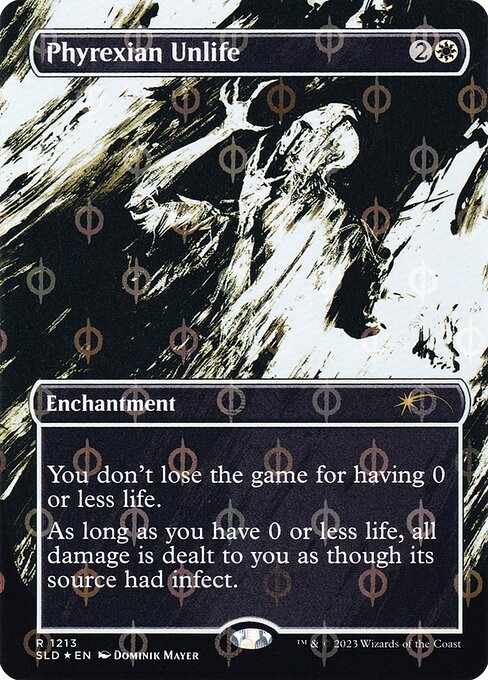 Phyrexian Unlife 2
Enchantment
You don't lose the game for having 0
or less life.
As long as you have 0 or less life, all
damage is dealt to you as though its
source had infect.
R 1213
SLD ★ EN Dominik Mayer
™ & © 2023 Wizards of the Coast